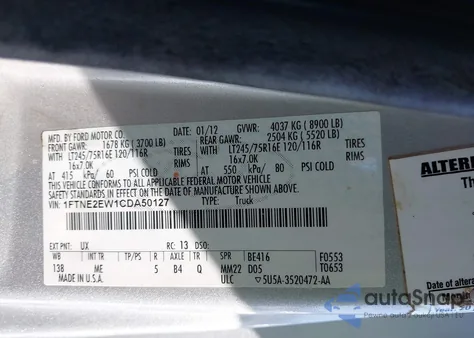 MFD. BY FORD MOTOR CO.
DATE: 01/12 GVWR: 4037 KG (8900 LB)
FRONT GAWR: 1678 KG (3700 LB) REAR GAWR: 2504 KG (5520 LB)
WITH LT245/75R16E 120/116R TIRES WITH LT245/75R16E 120/116R TIRES
16x7.0K RIMS 16x7.0K RIMS
AT 415 kPa/ 60 PSI COLD AT 550 kPa/ 80 PSI COLD
THIS VEHICLE CONFORMS TO ALL APPLICABLE FEDERAL MOTOR VEHICLE
SAFETY STANDARDS IN EFFECT ON THE DATE OF MANUFACTURE SHOWN ABOVE.
VIN: 1FTNE2EW1CDA50127 TYPE: Truck
EXT PNT: UX RC: 13 DSO:
WB INT TR TP/PS R AXLE TR SPR BE416 F0553
138 ME 5 B4 Q MM22 D05 T0653
MADE IN U.S.A. ULC 5U5A-3520472-AA
ALTER
Date of
autoSnap